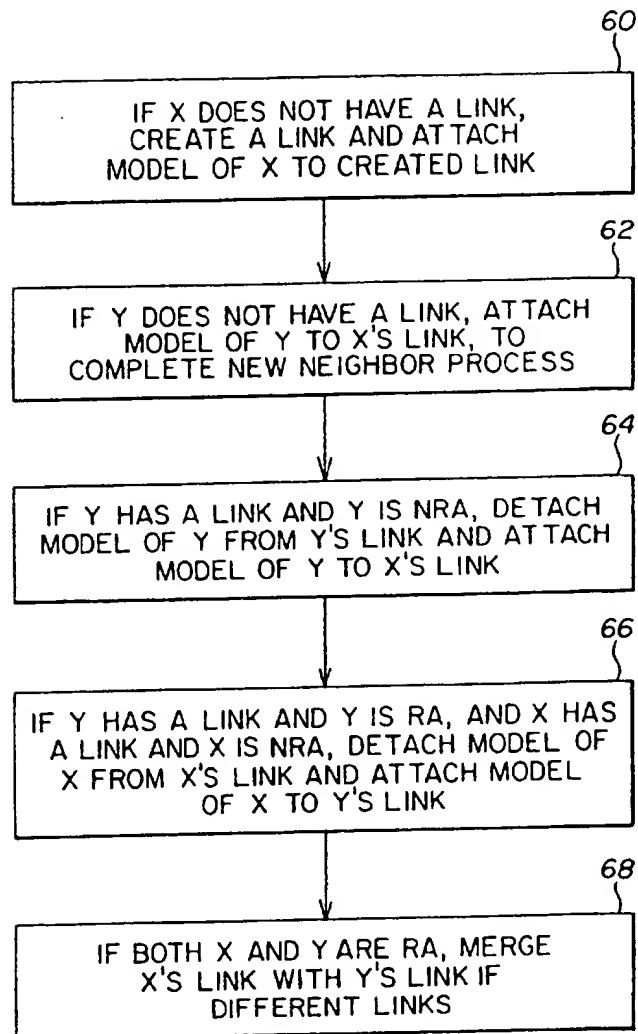 60
IF X DOES NOT HAVE A LINK,
CREATE A LINK AND ATTACH
MODEL OF X TO CREATED LINK
62
IF Y DOES NOT HAVE A LINK, ATTACH
MODEL OF Y TO X'S LINK, TO
COMPLETE NEW NEIGHBOR PROCESS
64
IF Y HAS A LINK AND Y IS NRA, DETACH
MODEL OF Y FROM Y'S LINK AND ATTACH
MODEL OF Y TO X'S LINK
66
IF Y HAS A LINK AND Y IS RA, AND X HAS
A LINK AND X IS NRA, DETACH MODEL OF
X FROM X'S LINK AND ATTACH MODEL
OF X TO Y'S LINK
68
IF BOTH X AND Y ARE RA, MERGE
X'S LINK WITH Y'S LINK IF
DIFFERENT LINKS